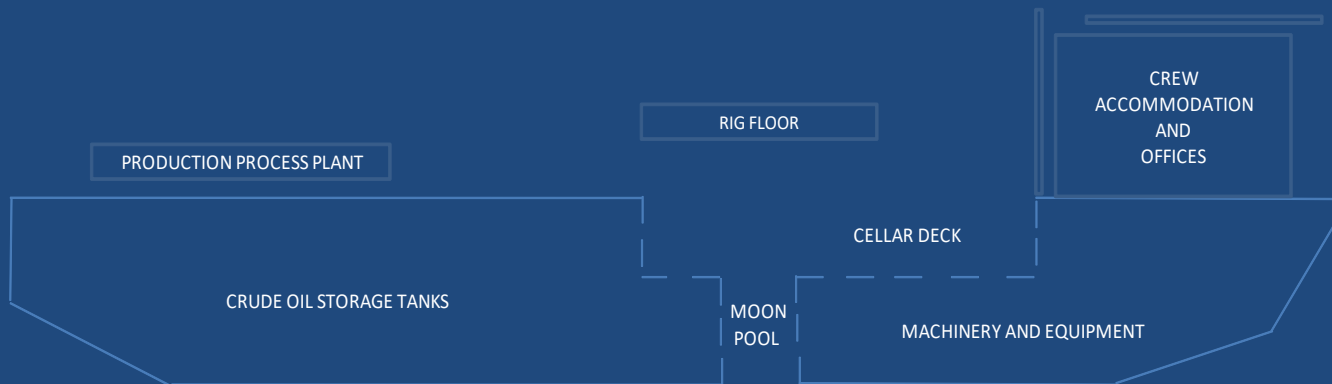 CREW
ACCOMMODATION
AND
OFFICES
RIG FLOOR
PRODUCTION PROCESS PLANT
CELLAR DECK
CRUDE OIL STORAGE TANKS
MOON
POOL
MACHINERY AND EQUIPMENT